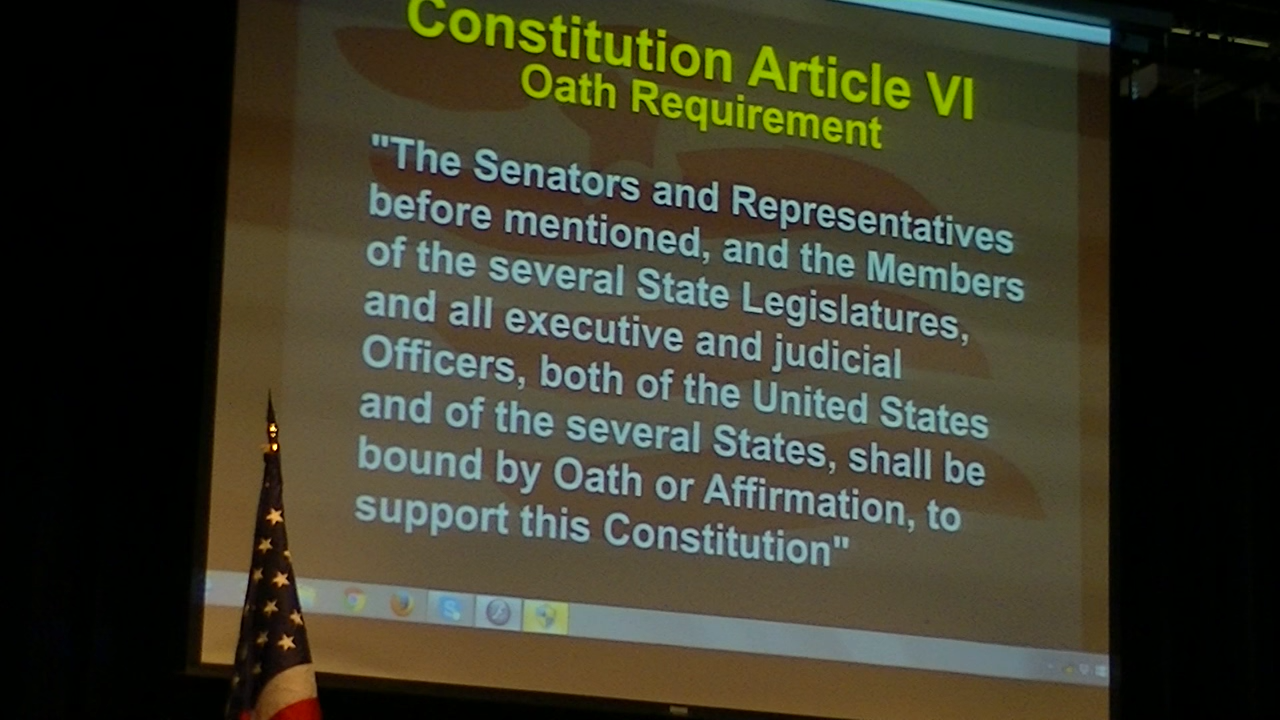 Constitution Article VI
Oath Requirement
"The Senators and Representatives
before mentioned, and the Members
of the several State Legislatures,
and all executive and judicial
Officers, both of the United States
and of the several States, shall be
bound by Oath or Affirmation, to
support this Constitution"